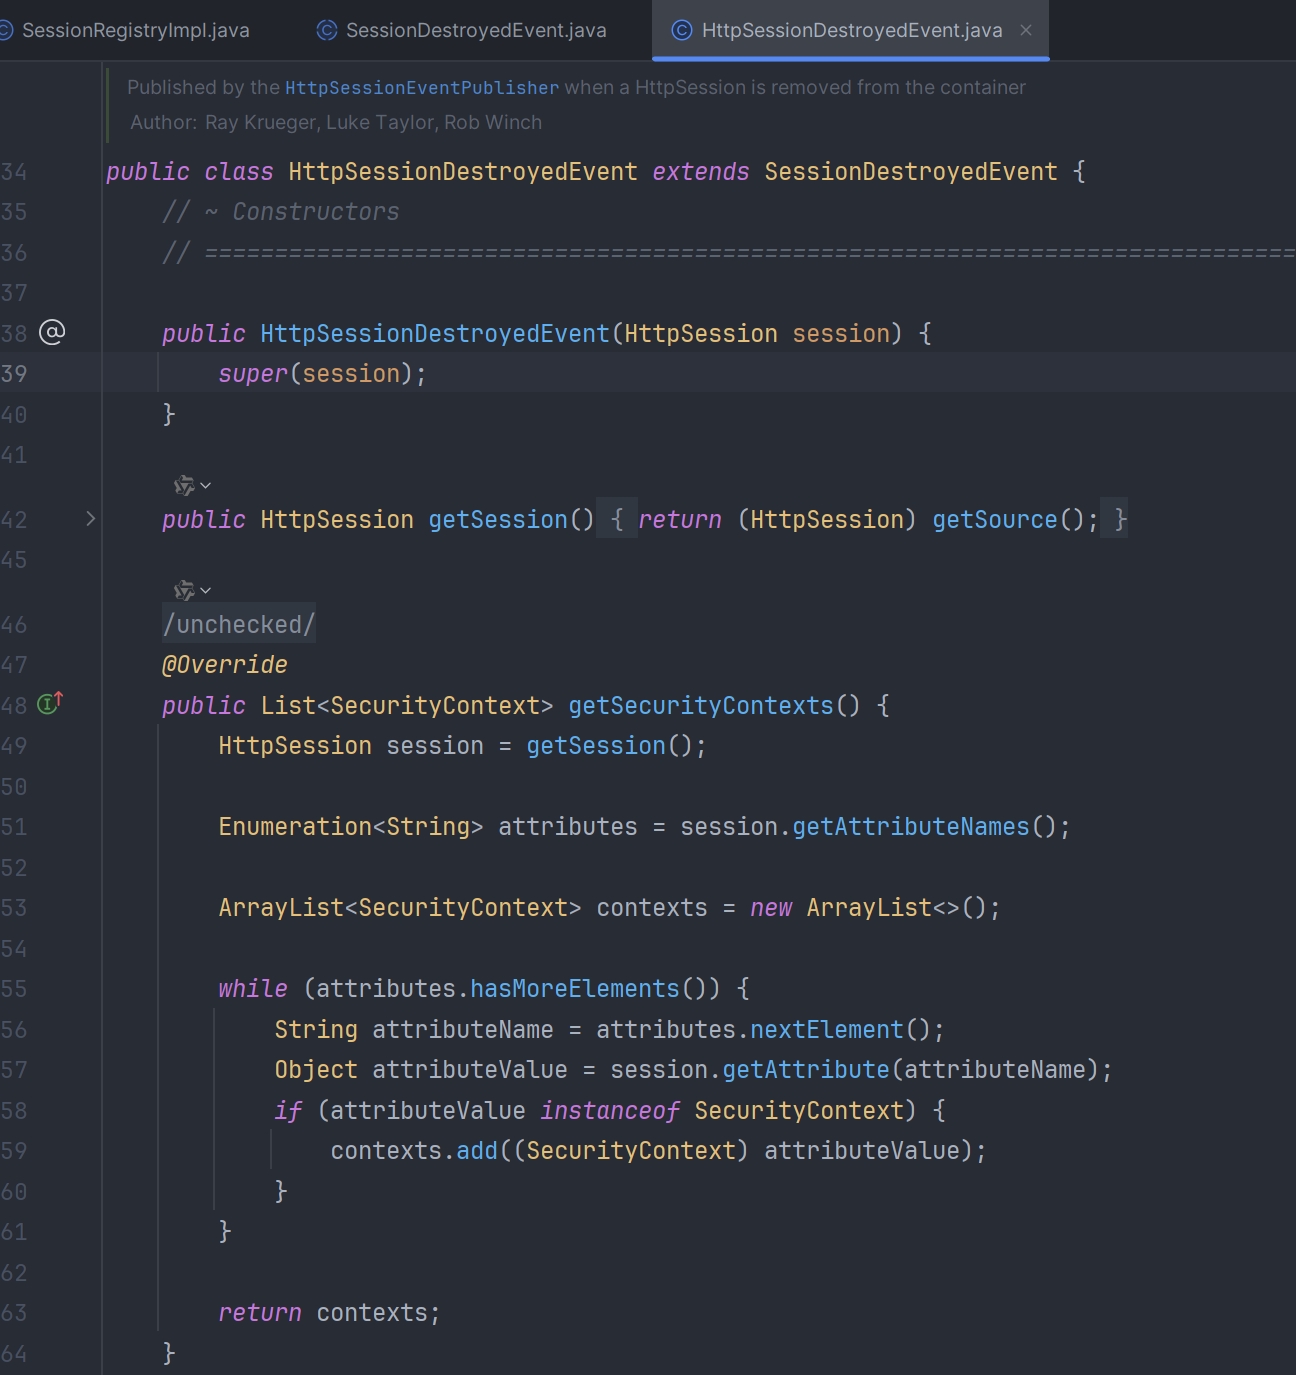 SessionRegistryImpl.java SessionDestroyedEvent.java HttpSessionDestroyedEvent.java
Published by the HttpSessionEventPublisher when a HttpSession is removed from the container
Author: Ray Krueger, Luke Taylor, Rob Winch
34 public class HttpSessionDestroyedEvent extends SessionDestroyedEvent {
35 // ~ Constructors
36 // ==============================================================================
37
38 @ public HttpSessionDestroyedEvent(HttpSession session) {
39 super(session);
40 }
41
42 public HttpSession getSession() { return (HttpSession) getSource(); }
45
46 /unchecked/
47 @Override
48 public List<SecurityContext> getSecurityContexts() {
49 HttpSession session = getSession();
50
51 Enumeration<String> attributes = session.getAttributeNames();
52
53 ArrayList<SecurityContext> contexts = new ArrayList<>();
54
55 while (attributes.hasMoreElements()) {
56 String attributeName = attributes.nextElement();
57 Object attributeValue = session.getAttribute(attributeName);
58 if (attributeValue instanceof SecurityContext) {
59 contexts.add((SecurityContext) attributeValue);
60 }
61 }
62
63 return contexts;
64 }